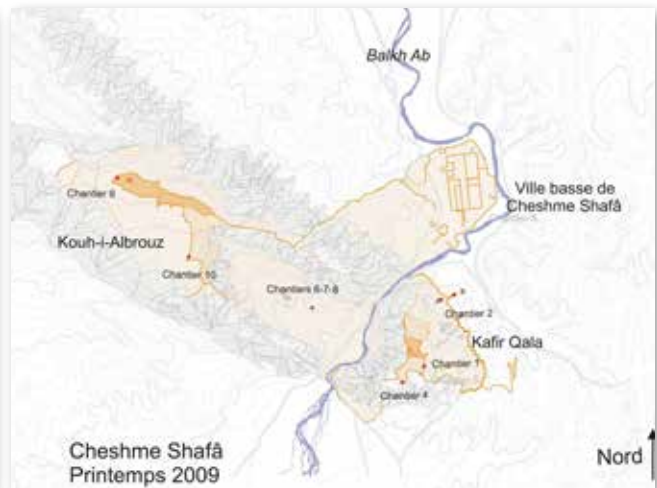 Balkh Ab
Chantier 9
Ville basse de
Cheshme Shafâ
Kouh-i-Albrouz
Chantier 10
Chantiers 6-7-8
Chantier 2
Kafir Qala
Chantier 1
Chantier 4
Cheshme Shafâ
Printemps 2009
Nord